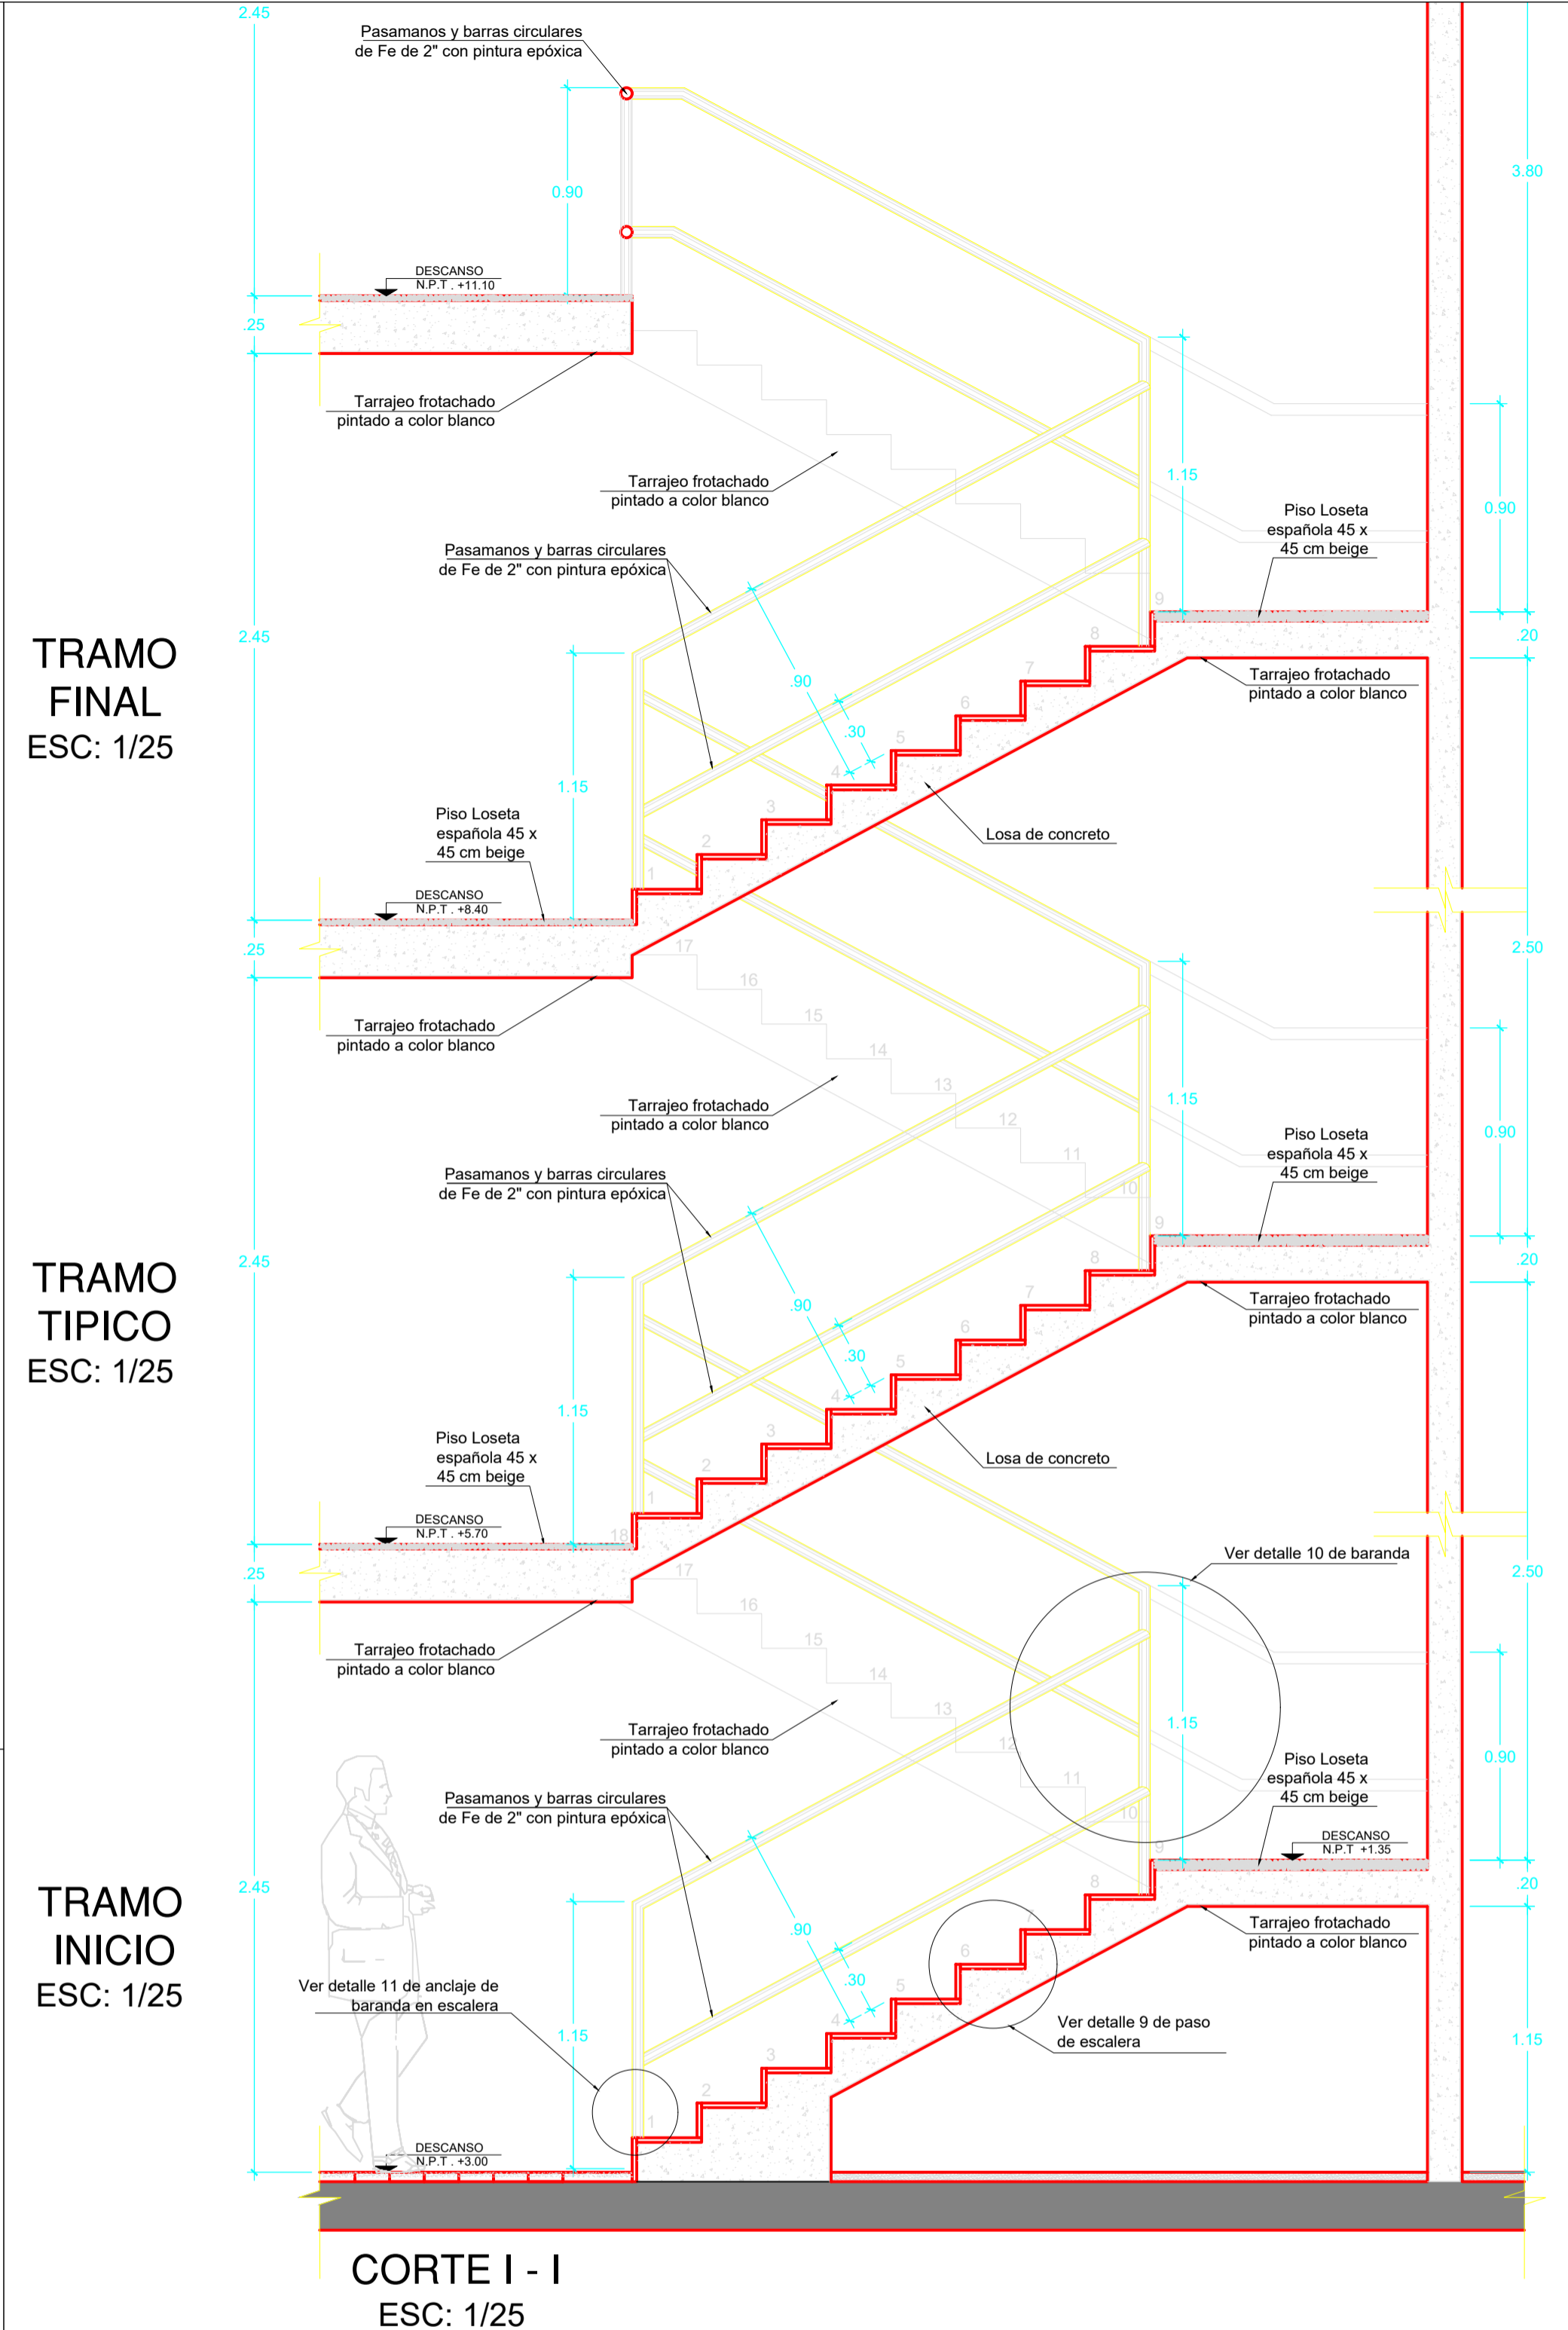 2.45
Pasamanos y barras circulares
de Fe de 2" con pintura epóxica
3.80
0.90
DESCANSO
N.P.T . +11.10
.25
Tarrajeo frotachado
pintado a color blanco
1.15
Tarrajeo frotachado
pintado a color blanco
0.90
Piso Loseta
española 45 x
45 cm beige
Pasamanos y barras circulares
de Fe de 2" con pintura epóxica
9
2.45
.20
8
TRAMO
FINAL
ESC: 1/25
7
.90
Tarrajeo frotachado
pintado a color blanco
6
.30
5
4
1.15
3
Piso Loseta
española 45 x
45 cm beige
Losa de concreto
2
1
DESCANSO
N.P.T . +8.40
.25
17
2.50
16
15
Tarrajeo frotachado
pintado a color blanco
14
13
1.15
Tarrajeo frotachado
pintado a color blanco
12
0.90
Piso Loseta
española 45 x
45 cm beige
11
Pasamanos y barras circulares
de Fe de 2" con pintura epóxica
10
9
2.45
.20
8
TRAMO
TIPICO
ESC: 1/25
7
.90
Tarrajeo frotachado
pintado a color blanco
6
.30
5
4
1.15
3
Piso Loseta
española 45 x
45 cm beige
Losa de concreto
2
1
DESCANSO
N.P.T . +5.70
18
Ver detalle 10 de baranda
.25
17
2.50
16
15
Tarrajeo frotachado
pintado a color blanco
14
13
1.15
Tarrajeo frotachado
pintado a color blanco
12
0.90
Piso Loseta
española 45 x
45 cm beige
11
Pasamanos y barras circulares
de Fe de 2" con pintura epóxica
10
DESCANSO
N.P.T +1.35
9
2.45
.20
8
TRAMO
INICIO
ESC: 1/25
7
.90
Tarrajeo frotachado
pintado a color blanco
6
.30
5
Ver detalle 11 de anclaje de
baranda en escalera
4
Ver detalle 9 de paso
de escalera
1.15
1.15
3
2
1
DESCANSO
N.P.T . +3.00
CORTE I - I
ESC: 1/25